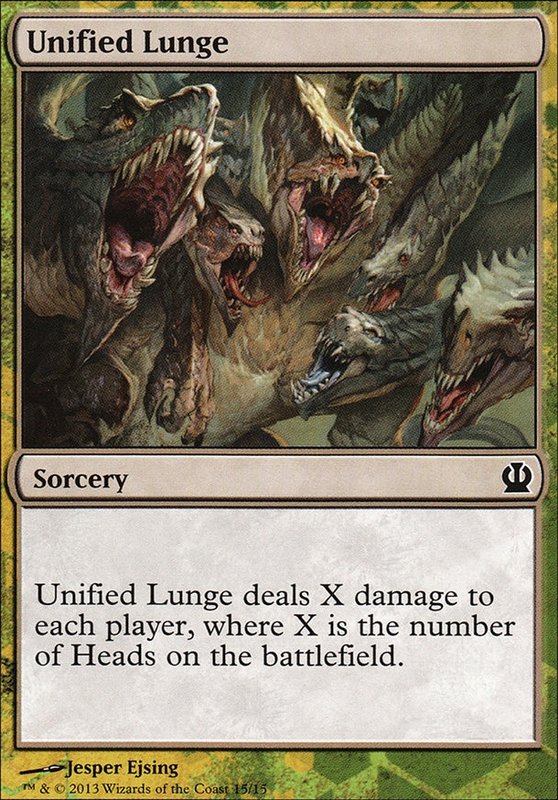 Unified Lunge
Sorcery
Unified Lunge deals X damage to
each player, where X is the number
of Heads on the battlefield.
Jesper Ejsing
™ & © 2013 Wizards of the Coast 15/15